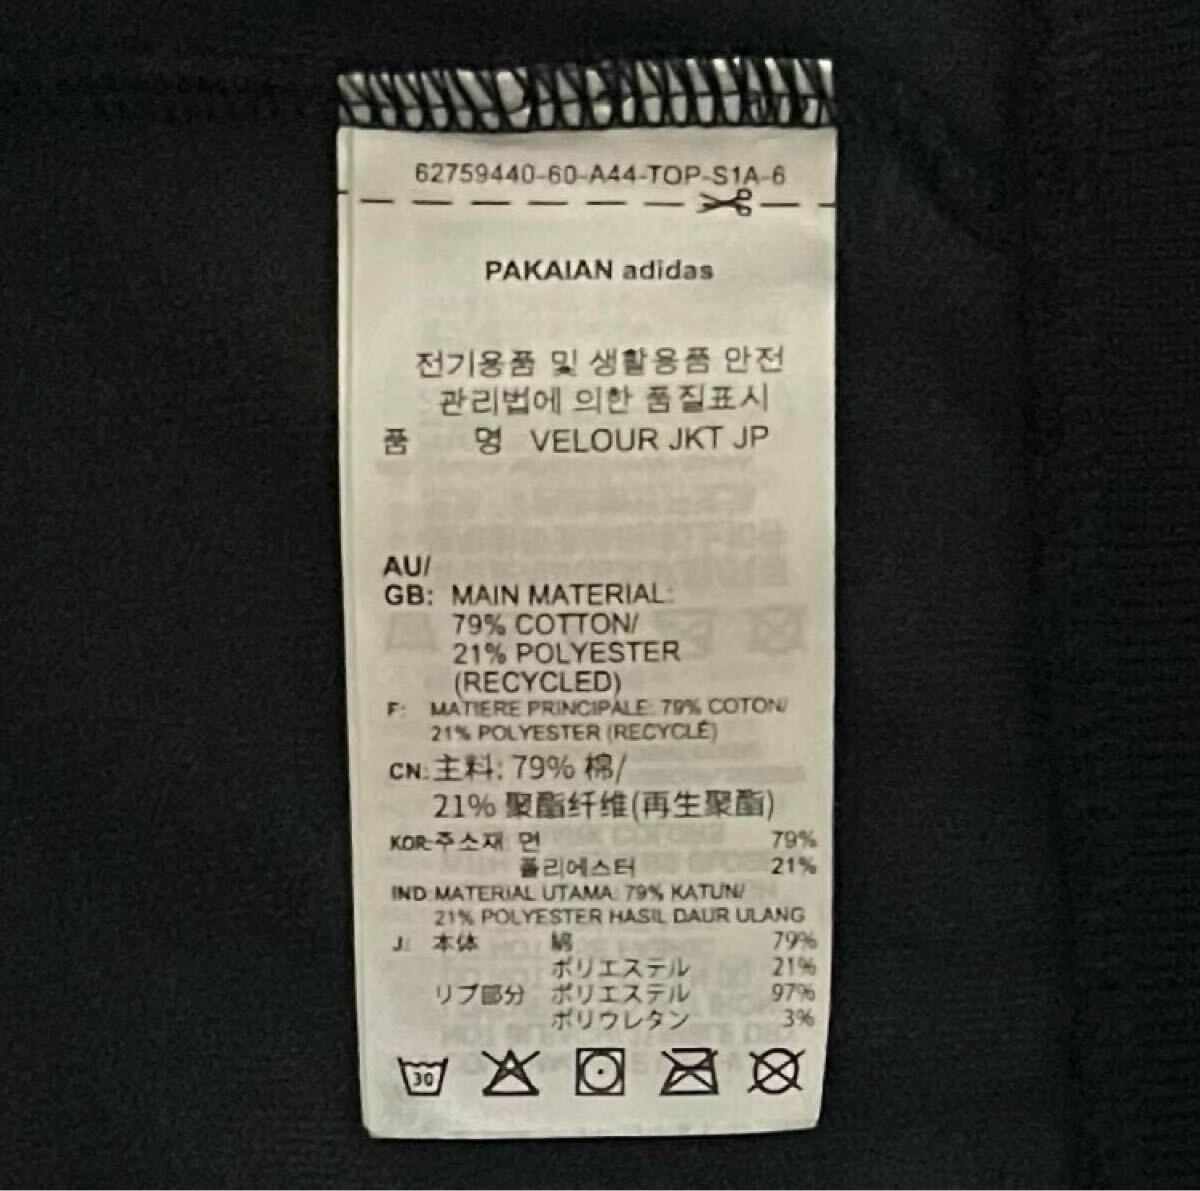 62759440-60-A44-TOP-S1A-6
PAKAIAN adidas
전기용품 및 생활용품 안전
관리법에 의한 품질표시
품 명 VELOUR JKT JP
AU/
GB: MAIN MATERIAL:
79% COTTON/
21% POLYESTER
(RECYCLED)
F: MATIERE PRINCIPALE: 79% COTON/
21% POLYESTER (RECYCLÉ)
CN: 主料: 79% 棉/
21% 聚酯纤维(再生聚酯)
KOR: 주소재 면 79%
폴리에스터 21%
IND: MATERIAL UTAMA: 79% KATUN/
21% POLYESTER HASIL DAUR ULANG
J: 本体 綿 79%
ポリエステル 21%
リブ部分 ポリエステル 97%
ポリウレタン 3%
30